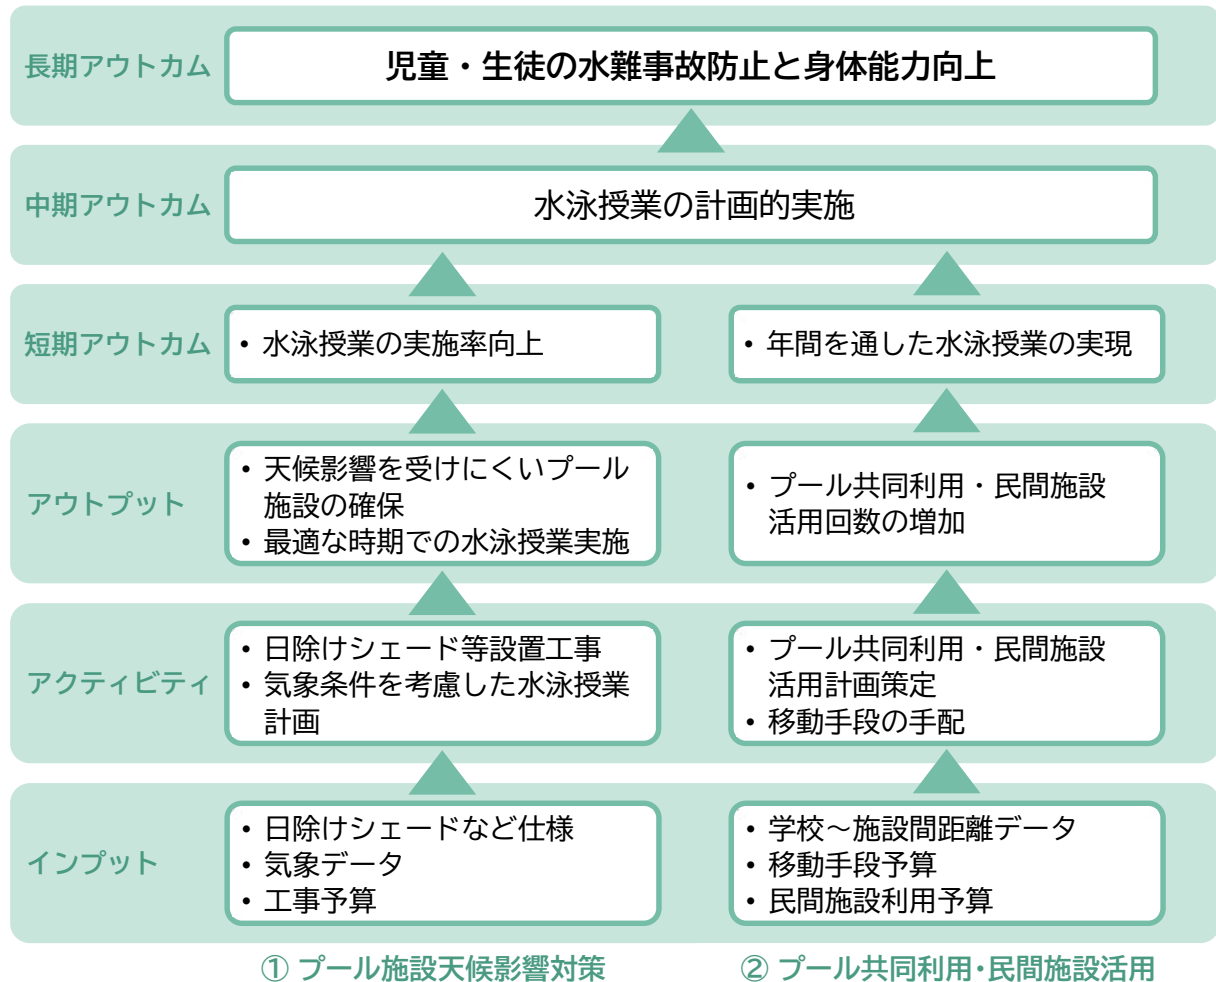 長期アウトカム
児童・生徒の水難事故防止と身体能力向上
中期アウトカム
水泳授業の計画的実施
短期アウトカム
• 水泳授業の実施率向上
• 年間を通した水泳授業の実現
アウトプット
• 天候影響を受けにくいプール
施設の確保
• 最適な時期での水泳授業実施
• プール共同利用・民間施設
活用回数の増加
アクティビティ
• 日除けシェード等設置工事
• 気象条件を考慮した水泳授業
計画
• プール共同利用・民間施設
活用計画策定
• 移動手段の手配
インプット
• 日除けシェードなど仕様
• 気象データ
• 工事予算
• 学校～施設間距離データ
• 移動手段予算
• 民間施設利用予算
① プール施設天候影響対策
② プール共同利用・民間施設活用